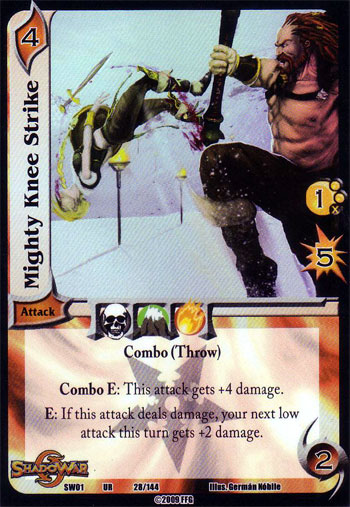 4
Mighty Knee Strike
1
5
Attack
Combo (Throw)
Combo E: This attack gets +4 damage.
E: If this attack deals damage, your next low
attack this turn gets +2 damage.
ShadoWar
2
SW01 UR 28/144 Illus. Germán Nóbile
©2009 FFG